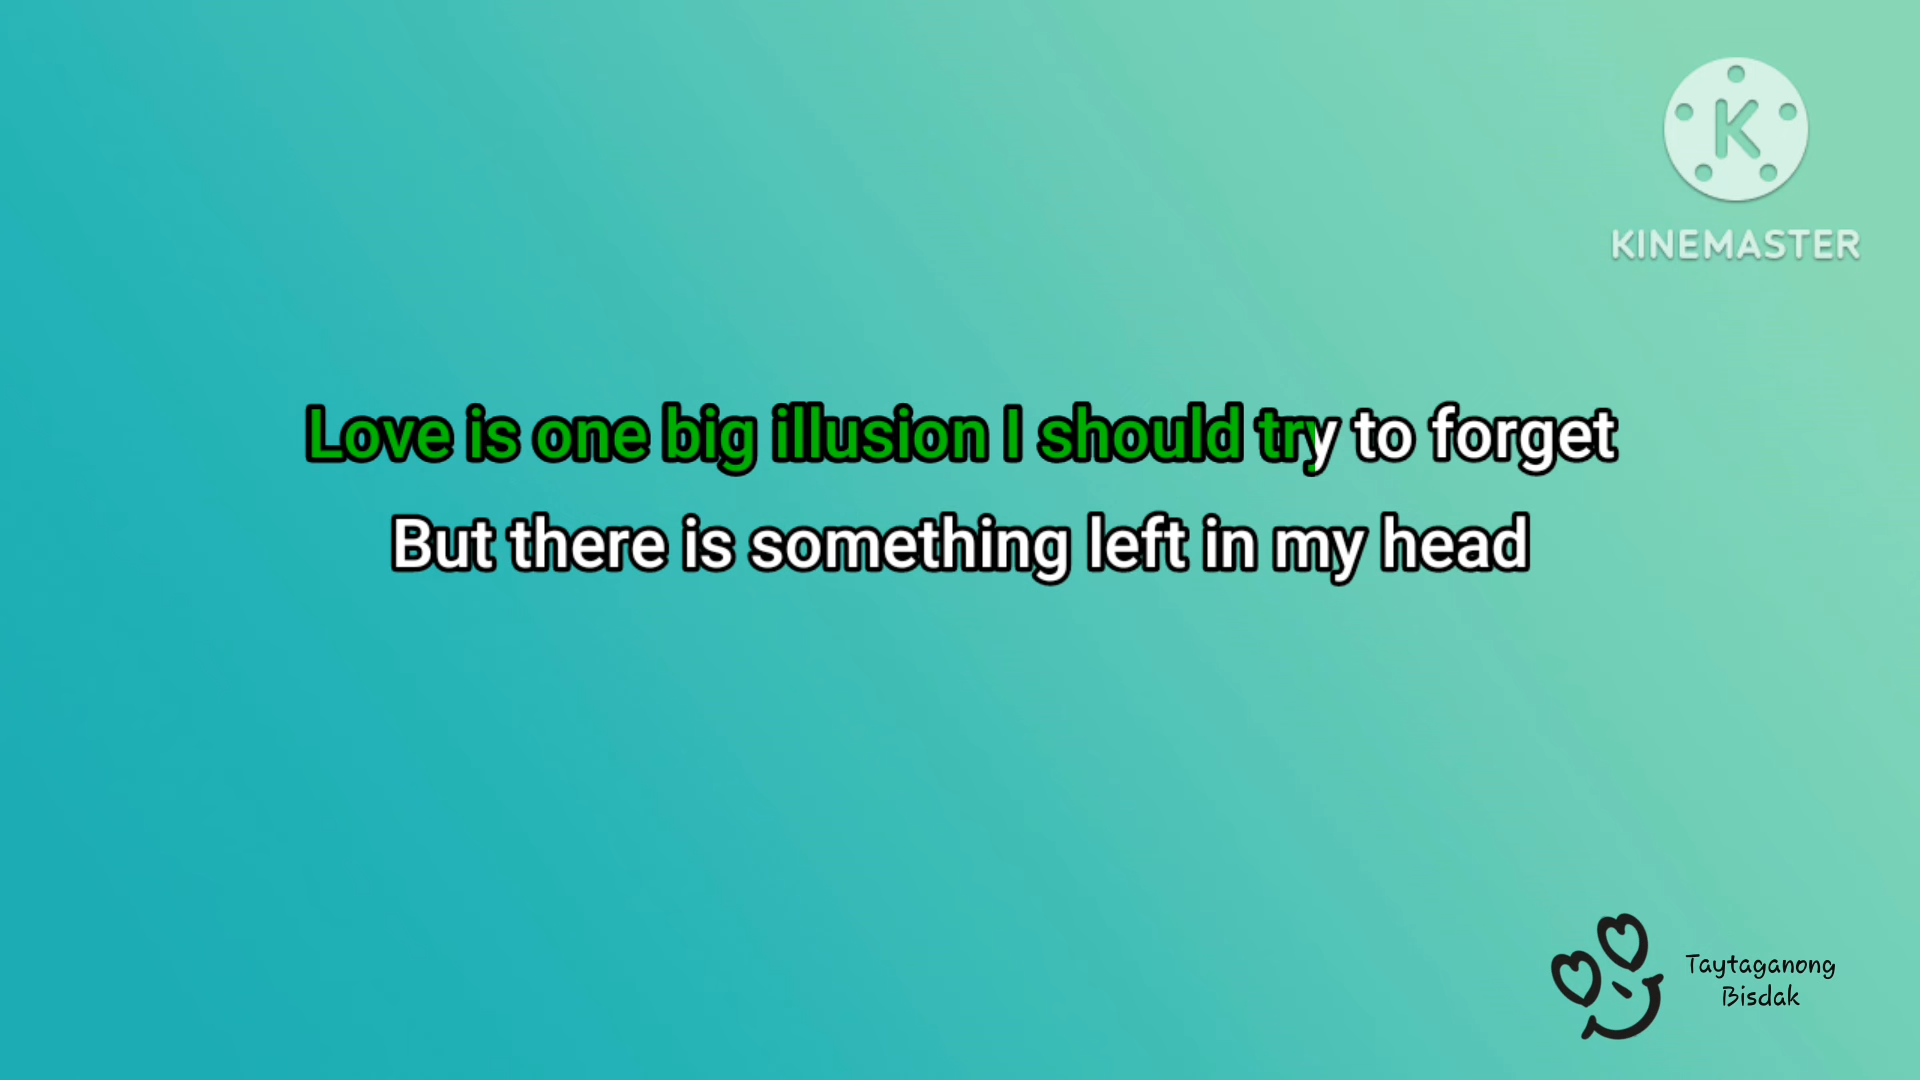 K
KINEMASTER
Love is one big illusion I should try to forget
But there is something left in my head
Taytaganong
Bisdak